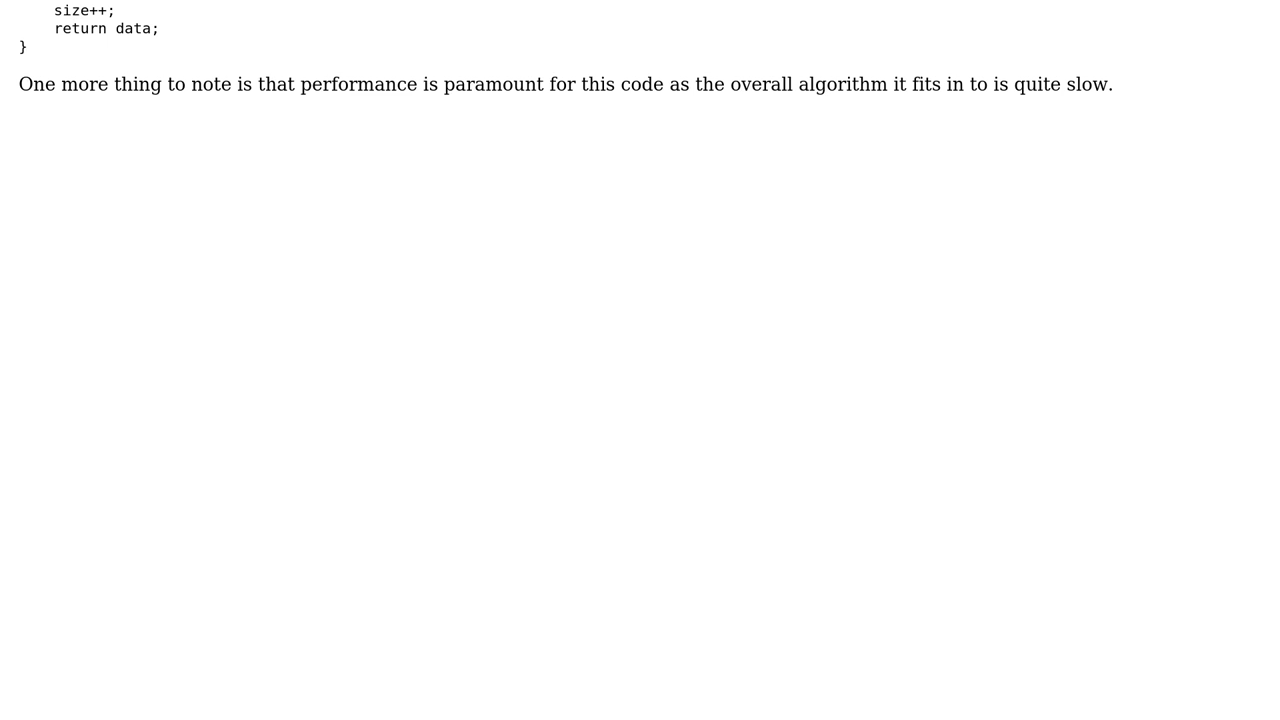 size++;
    return data;
}
One more thing to note is that performance is paramount for this code as the overall algorithm it fits in to is quite slow.